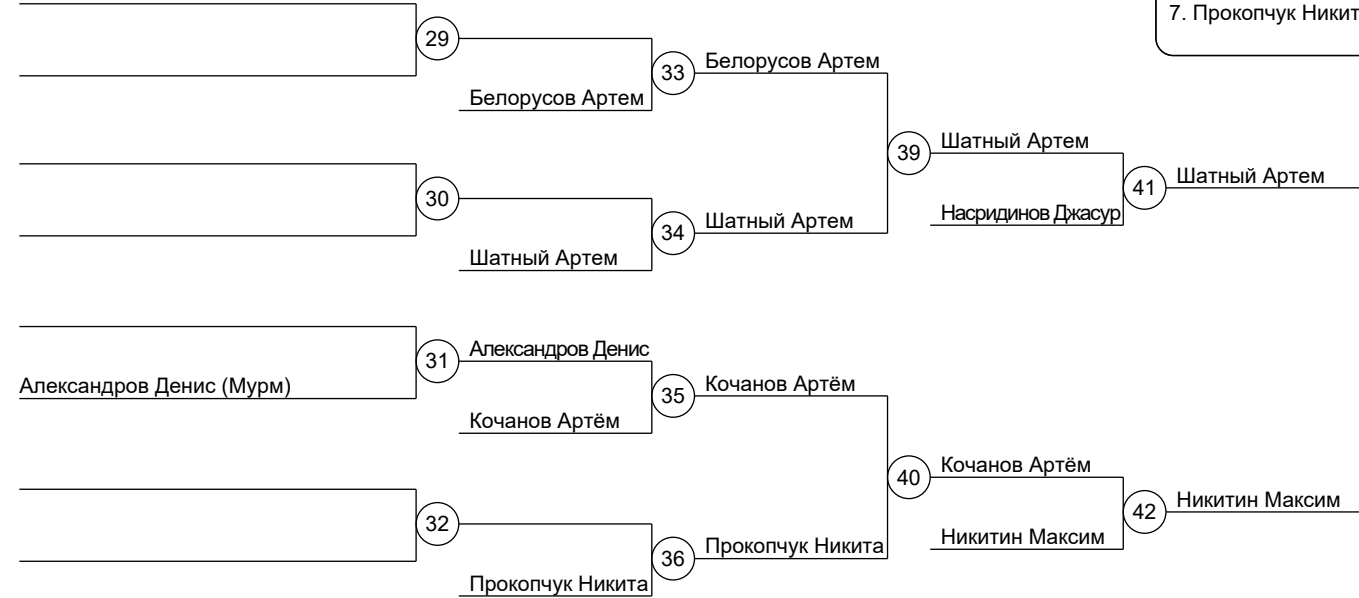 7. Прокопчук Никит
29
Белорусов Артем
33
Белорусов Артем
39
Шатный Артем
30
Шатный Артем
34
Шатный Артем
Насридинов Джасур
41
Шатный Артем
31
Александров Денис
Александров Денис (Мурм)
35
Кочанов Артём
Кочанов Артём
40
Кочанов Артём
32
Прокопчук Никита
36
Прокопчук Никита
Никитин Максим
42
Никитин Максим